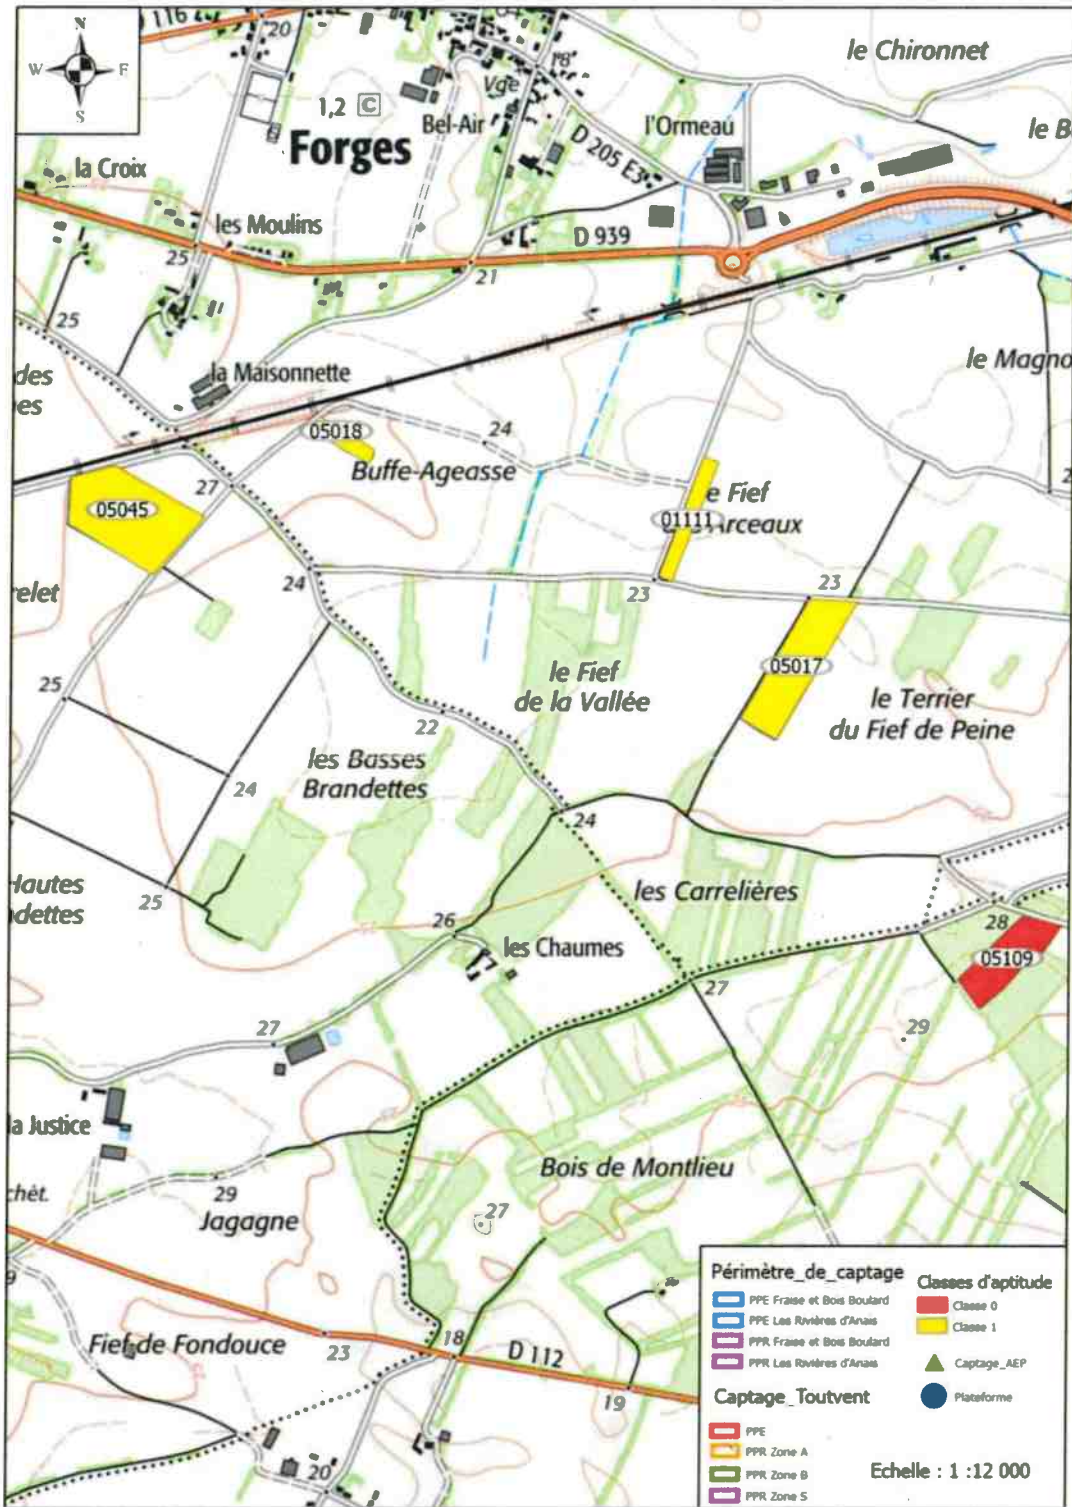 D 116
20
N
W
S
le Chironnet
18
Vge
1,2 C
Bel-Air
Forges
l'Ormeau
D 205 E3
la Croix
les Moulins
D 939
25
21
25
des
la Maisonnette
le Magno
05018
24
Buffe-Ageasse
27
05045
e Fief
01111
Arceaux
relet
24
23
23
05017
le Fief
de la Vallée
25
le Terrier
du Fief de Peine
22
les Basses
Brandettes
24
24
Hautes
dettes
25
les Carrelières
26
28
les Chaumes
05109
27
27
29
la Justice
Bois de Montlieu
chèt.
29
27
Jagagne
9
Fief de Fondouce
23
18
D 112
19
20
Périmètre_de_captage
PPE Fraise et Bois Boulard
PPE Les Rivières d'Anais
PPR Fraise et Bois Boulard
PPR Les Rivières d'Anais
Captage_Toutvent
PPE
PPR Zone A
PPR Zone B
PPR Zone S
Classes d'aptitude
Classe 0
Classe 1
Captage_AEP
Plateforme
Echelle : 1 :12 000